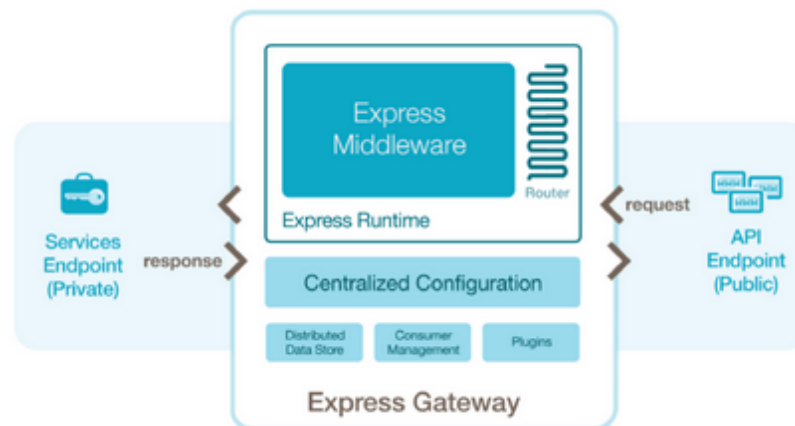 Express
Middleware
Router
Express Runtime
Services
Endpoint
(Private)
response
request
API
Endpoint
(Public)
Centralized Configuration
Distributed
Data Store
Consumer
Management
Plugins
Express Gateway